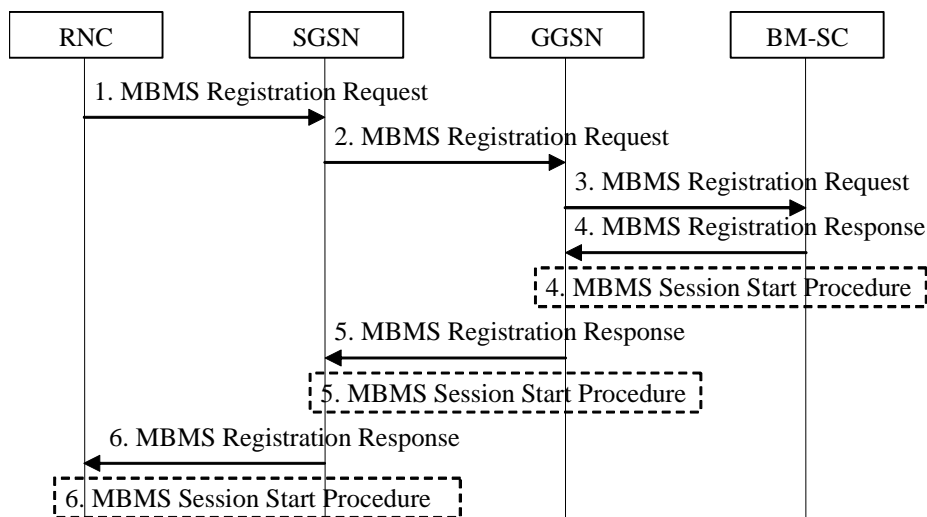 RNC SGSN GGSN BM-SC
1. MBMS Registration Request
2. MBMS Registration Request
3. MBMS Registration Request
4. MBMS Registration Response
4. MBMS Session Start Procedure
5. MBMS Registration Response
5. MBMS Session Start Procedure
6. MBMS Registration Response
6. MBMS Session Start Procedure